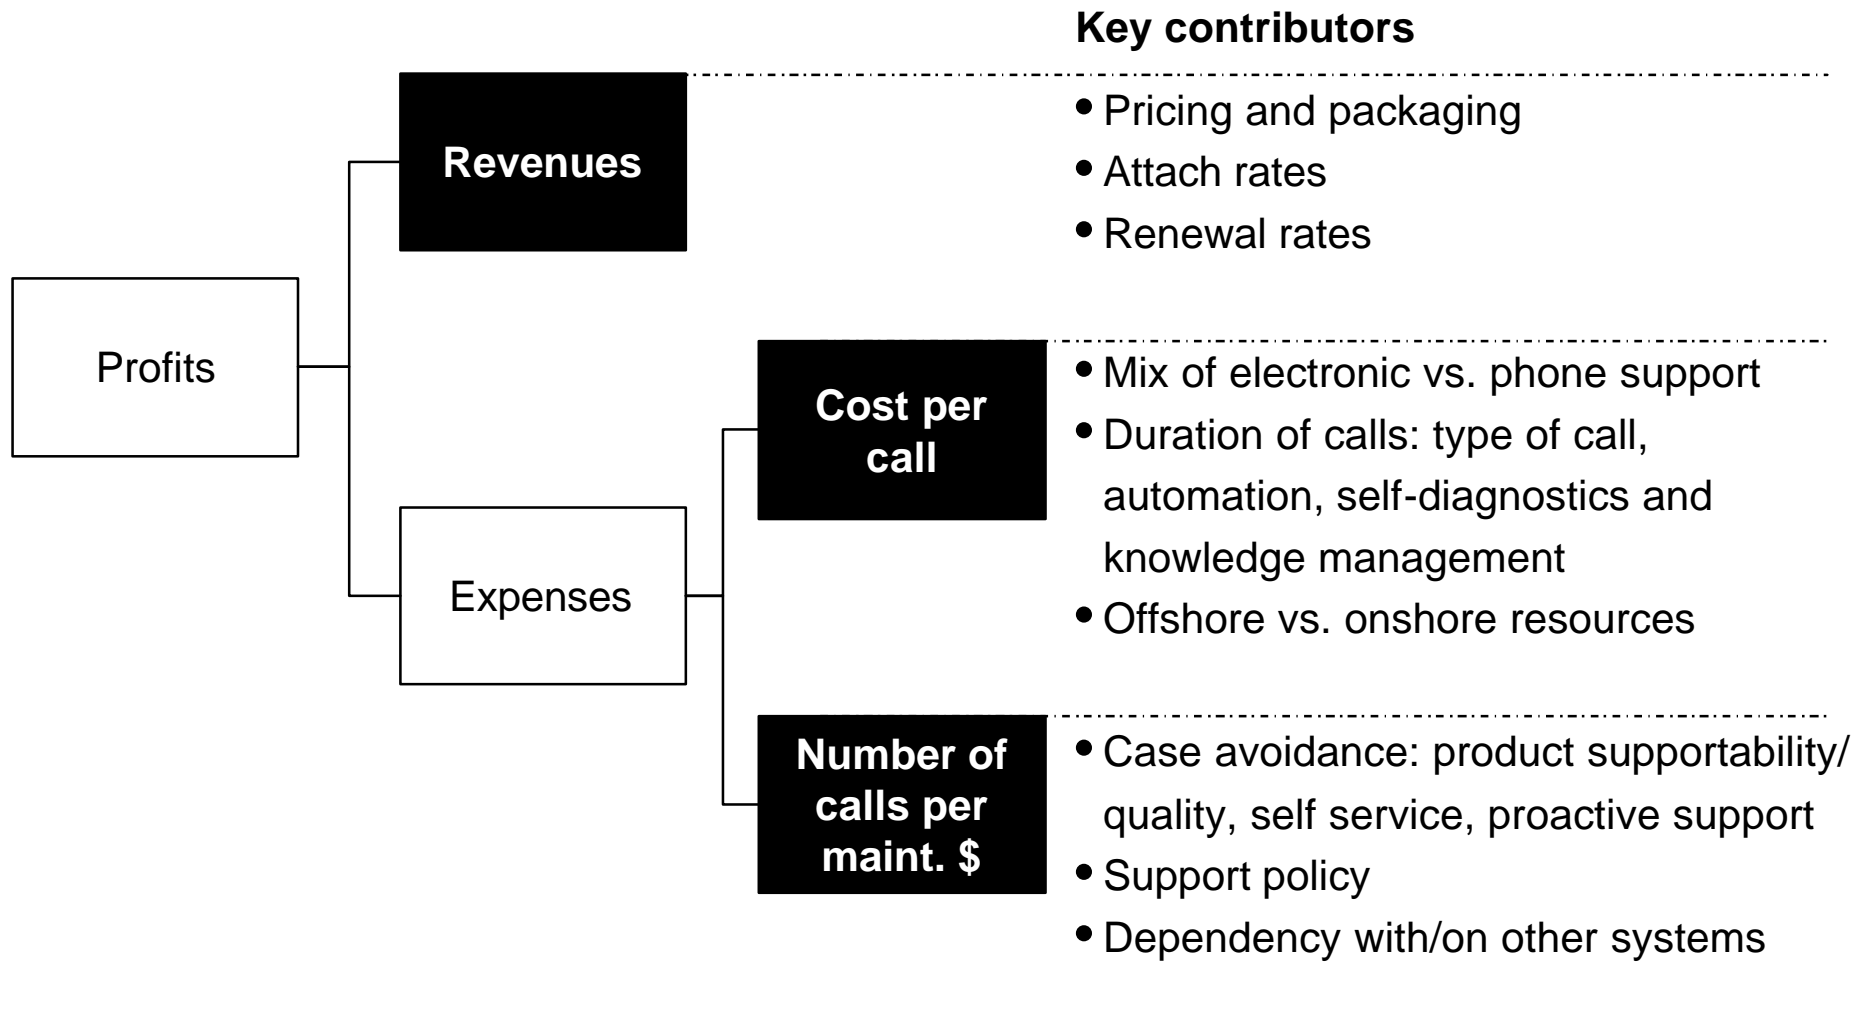 Key contributors
Revenues
• Pricing and packaging
• Attach rates
• Renewal rates
Profits
Cost per
call
• Mix of electronic vs. phone support
• Duration of calls: type of call,
automation, self-diagnostics and
knowledge management
• Offshore vs. onshore resources
Expenses
Number of
calls per
maint. $
• Case avoidance: product supportability/
quality, self service, proactive support
• Support policy
• Dependency with/on other systems